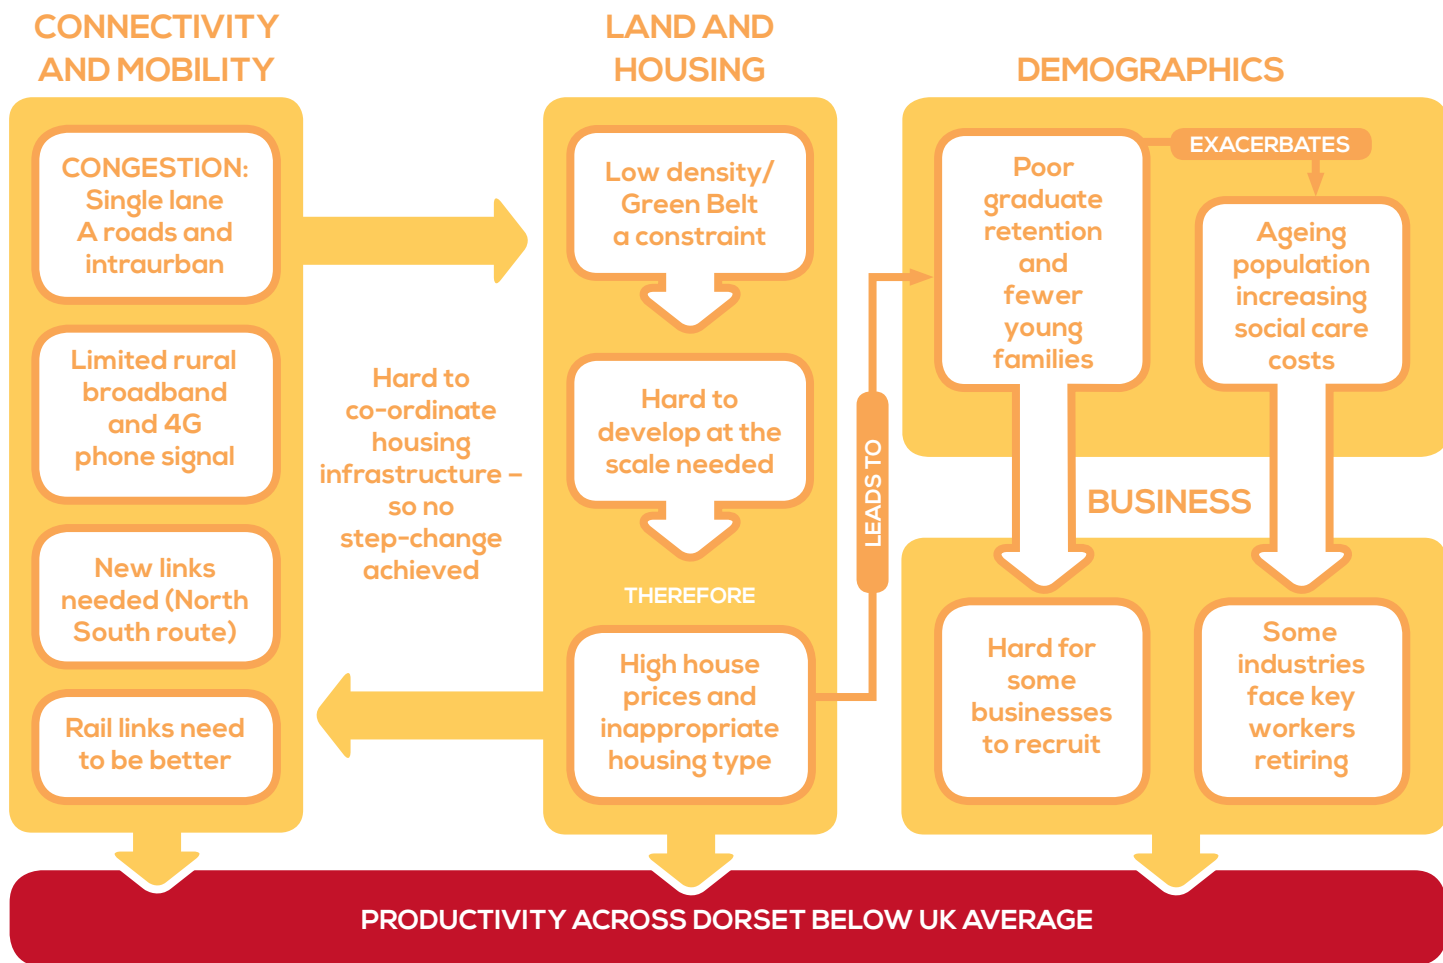 CONNECTIVITY
AND MOBILITY
CONGESTION:
Single lane
A roads and
intraurban
Limited rural
broadband
and 4G
phone signal
New links
needed (North
South route)
Rail links need
to be better
Hard to
co-ordinate
housing
infrastructure –
so no
step-change
achieved
LAND AND
HOUSING
Low density/
Green Belt
a constraint
Hard to
develop at the
scale needed
THEREFORE
High house
prices and
inappropriate
housing type
LEADS TO
DEMOGRAPHICS
Poor
graduate
retention
and
fewer
young
families
EXACERBATES
Ageing
population
increasing
social care
costs
BUSINESS
Hard for
some
businesses
to recruit
Some
industries
face key
workers
retiring
PRODUCTIVITY ACROSS DORSET BELOW UK AVERAGE